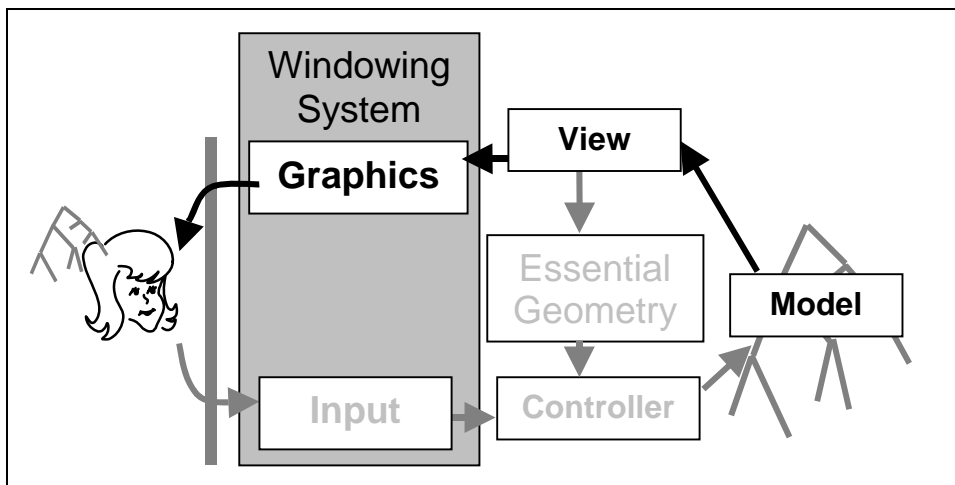 Windowing
System
Graphics
View
Essential
Geometry
Model
Input
Controller